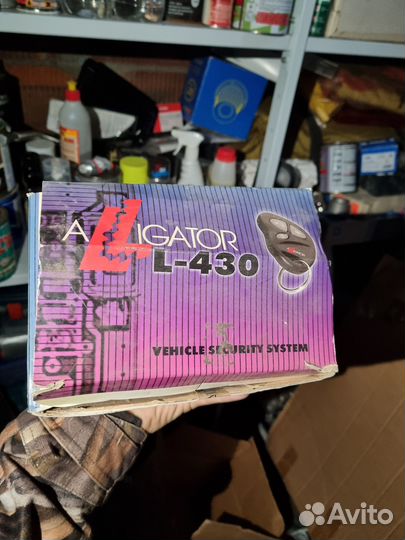 ALLIGATOR
L-430
VEHICLE SECURITY SYSTEM
Avito